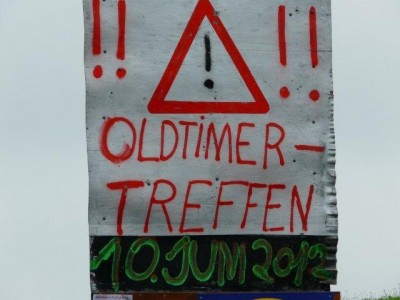 !! ! !!
OLDTIMER-
TREFFEN
10. JUNI 2012